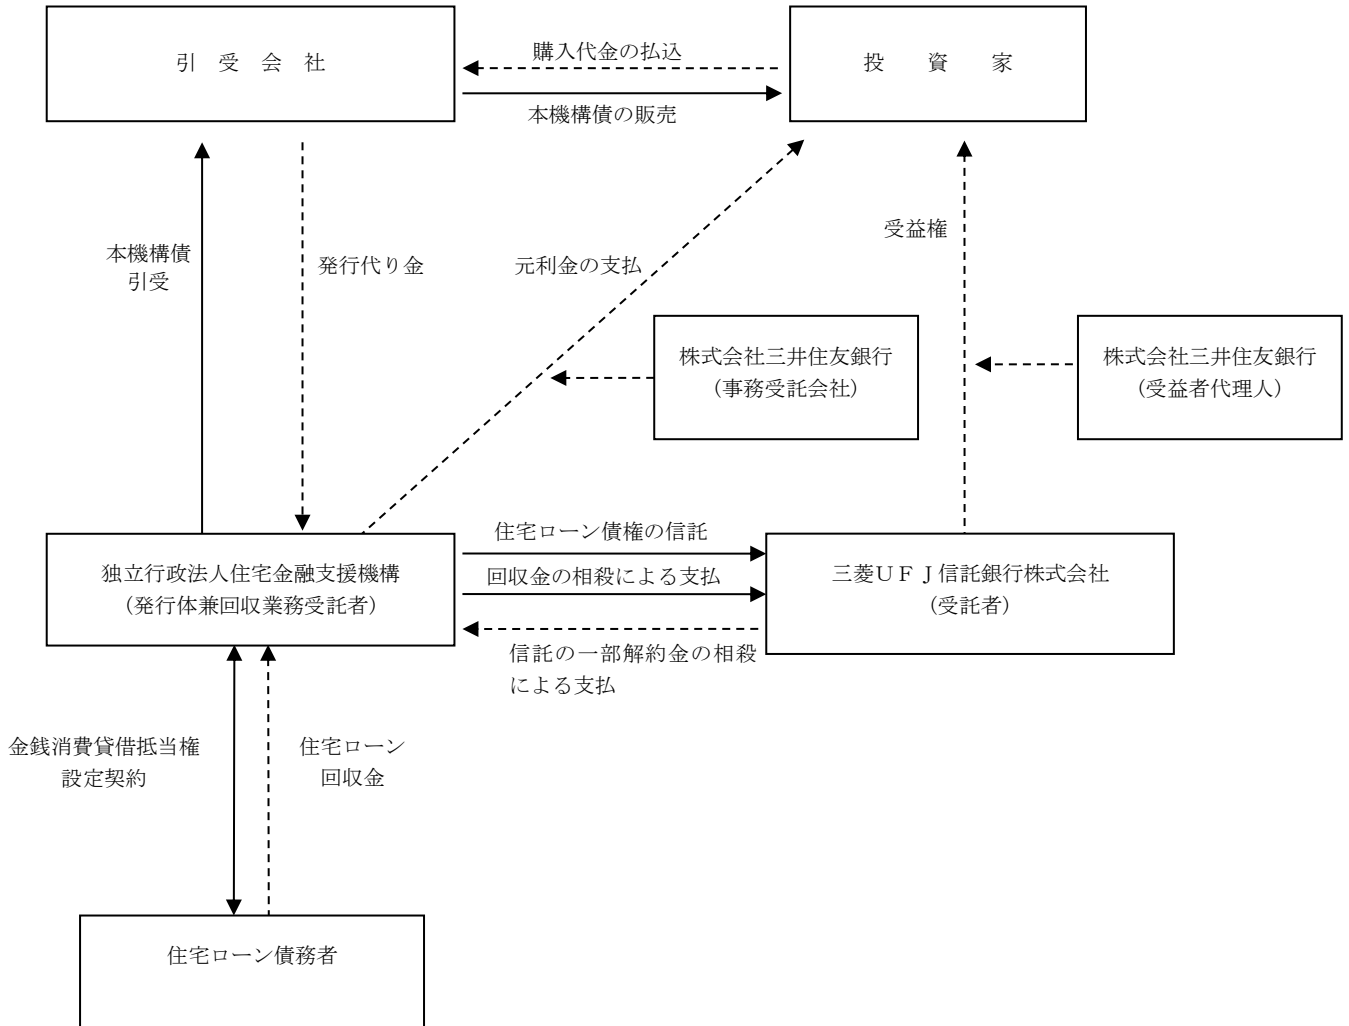 引　受　会　社
購入代金の払込
投　　資　　家
本機構債の販売
受益権
本機構債
引受
発行代り金
元利金の支払
株式会社三井住友銀行
（事務受託会社）
株式会社三井住友銀行
（受益者代理人）
住宅ローン債権の信託
独立行政法人住宅金融支援機構
（発行体兼回収業務受託者）
回収金の相殺による支払
三菱ＵＦＪ信託銀行株式会社
（受託者）
信託の一部解約金の相殺
による支払
金銭消費貸借抵当権
設定契約
住宅ローン
回収金
住宅ローン債務者